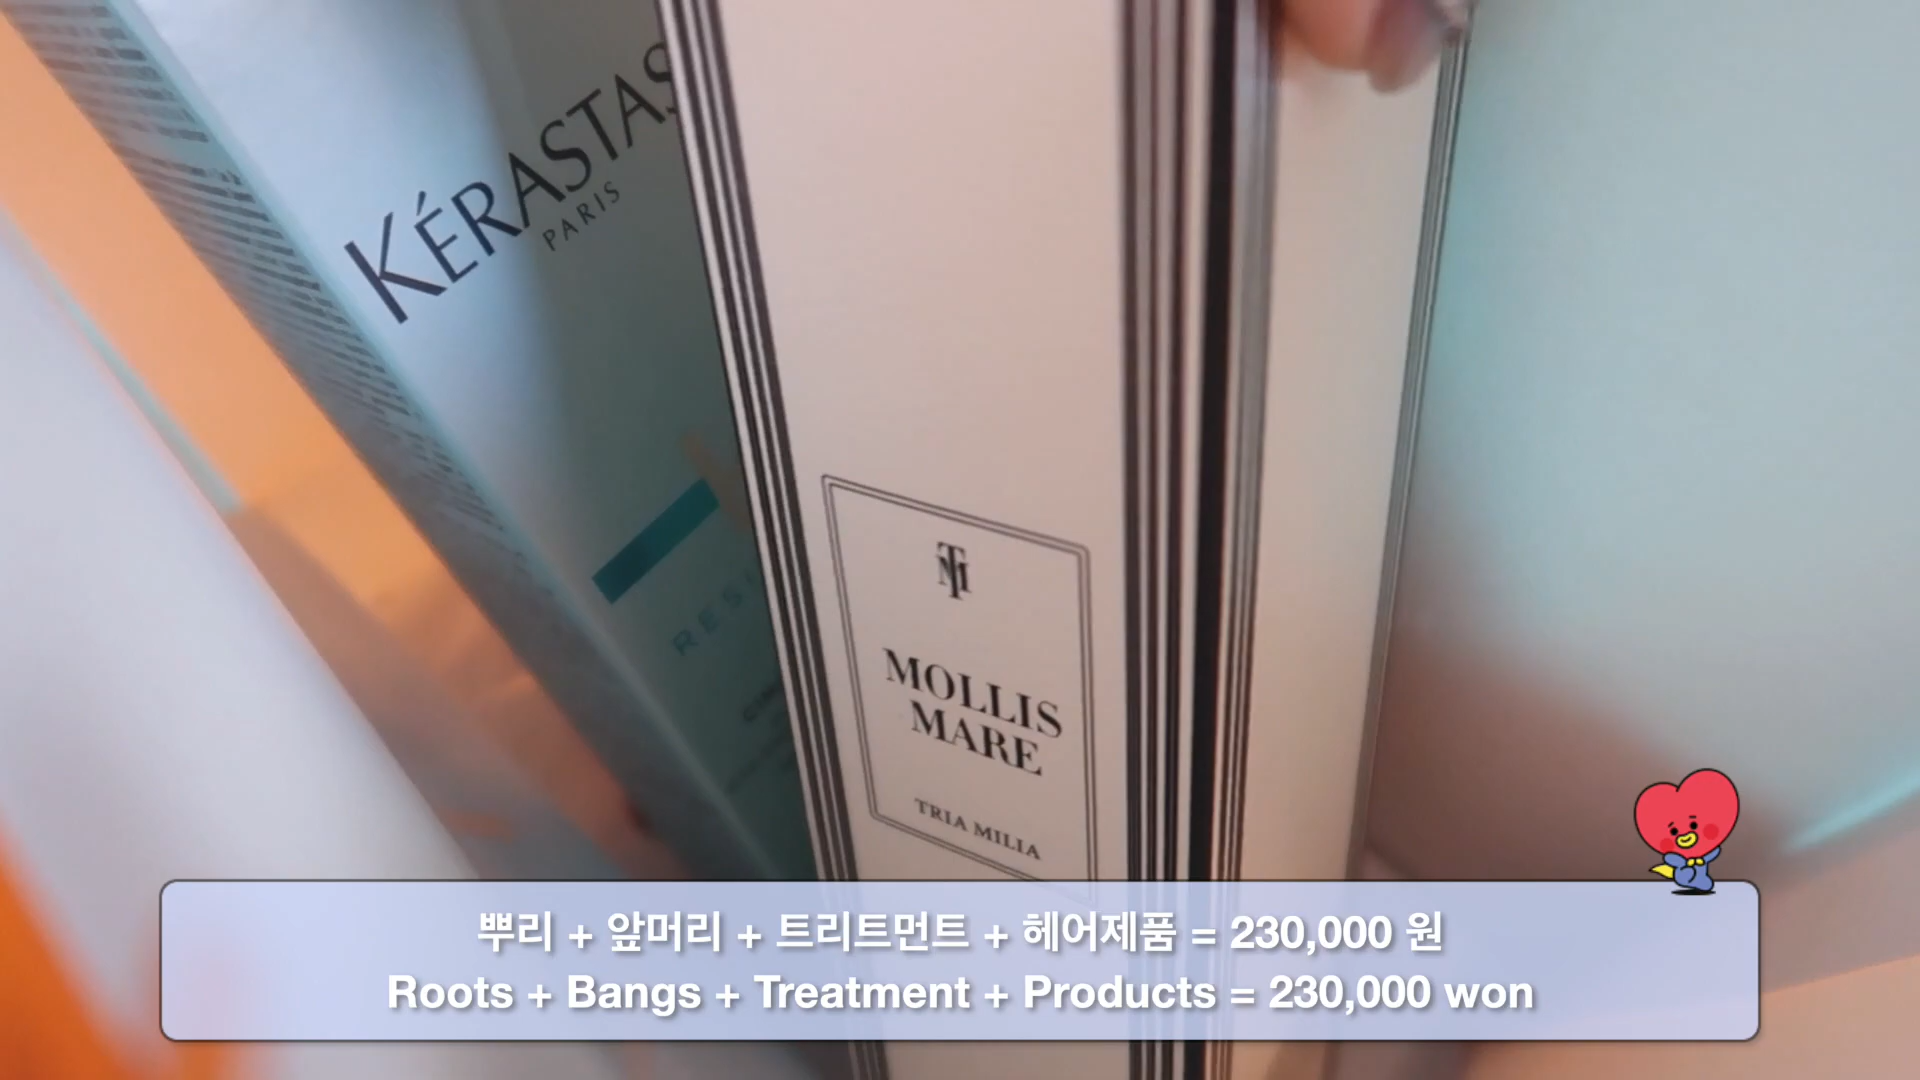 KÉRASTAS
PARIS
MOLLIS
MARE
TRIA MILIA
뿌리 + 앞머리 + 트리트먼트 + 헤어제품 = 230,000 원
Roots + Bangs + Treatment + Products = 230,000 won